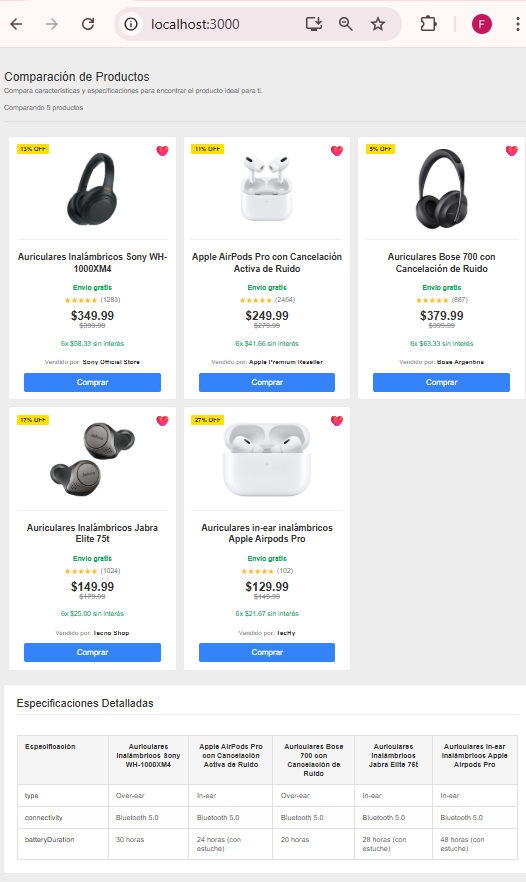 localhost:3000
F
Comparación de Productos
Compara características y especificaciones para encontrar el producto ideal para ti.
Comparando 5 productos
13% OFF
Auriculares Inalámbricos Sony WH-
1000XM4
Envío gratis
★★★★★ (1283)
$349.99
$399.99
6x $58.33 sin interés
Vendido por: Sony Official Store
Comprar
11% OFF
Apple AirPods Pro con Cancelación
Activa de Ruido
Envío gratis
★★★★★ (2454)
$249.99
$279.99
6x $41.66 sin interés
Vendido por: Apple Premium Reseller
Comprar
5% OFF
Auriculares Bose 700 con
Cancelación de Ruido
Envío gratis
★★★★★ (887)
$379.99
$399.99
6x $63.33 sin interés
Vendido por: Bose Argentina
Comprar
17% OFF
Auriculares Inalámbricos Jabra
Elite 75t
Envío gratis
★★★★★ (1024)
$149.99
$179.99
6x $25.00 sin interés
Vendido por: Tecno Shop
Comprar
27% OFF
Auriculares in-ear inalámbricos
Apple Airpods Pro
Envío gratis
★★★★★ (102)
$129.99
$149.99
6x $21.67 sin interés
Vendido por: TecHy
Comprar
Especificaciones Detalladas
Especificación
Auriculares
Inalámbricos Sony
WH-1000XM4
Apple AirPods Pro
con Cancelación
Activa de Ruido
Auriculares Bose
700 con
Cancelación de
Ruido
Auriculares
Inalámbricos
Jabra Elite 75t
Auriculares in-ear
inalámbricos Apple
Airpods Pro
type
Over-ear
In-ear
Over-ear
In-ear
In-ear
connectivity
Bluetooth 5.0
Bluetooth 5.0
Bluetooth 5.0
Bluetooth 5.0
Bluetooth 5.0
batteryDuration
30 horas
24 horas (con
estuche)
20 horas
28 horas (con
estuche)
48 horas (con
estuche)